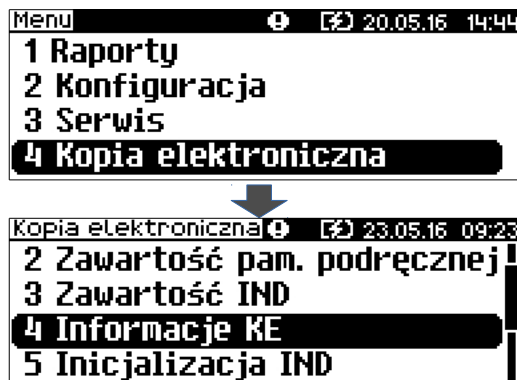 Menu 20.05.16 14:44
1 Raporty
2 Konfiguracja
3 Serwis
4 Kopia elektroniczna
Kopia elektroniczna 23.05.16 09:23
2 Zawartość pam. podręcznej
3 Zawartość IND
4 Informacje KE
5 Inicjalizacja IND